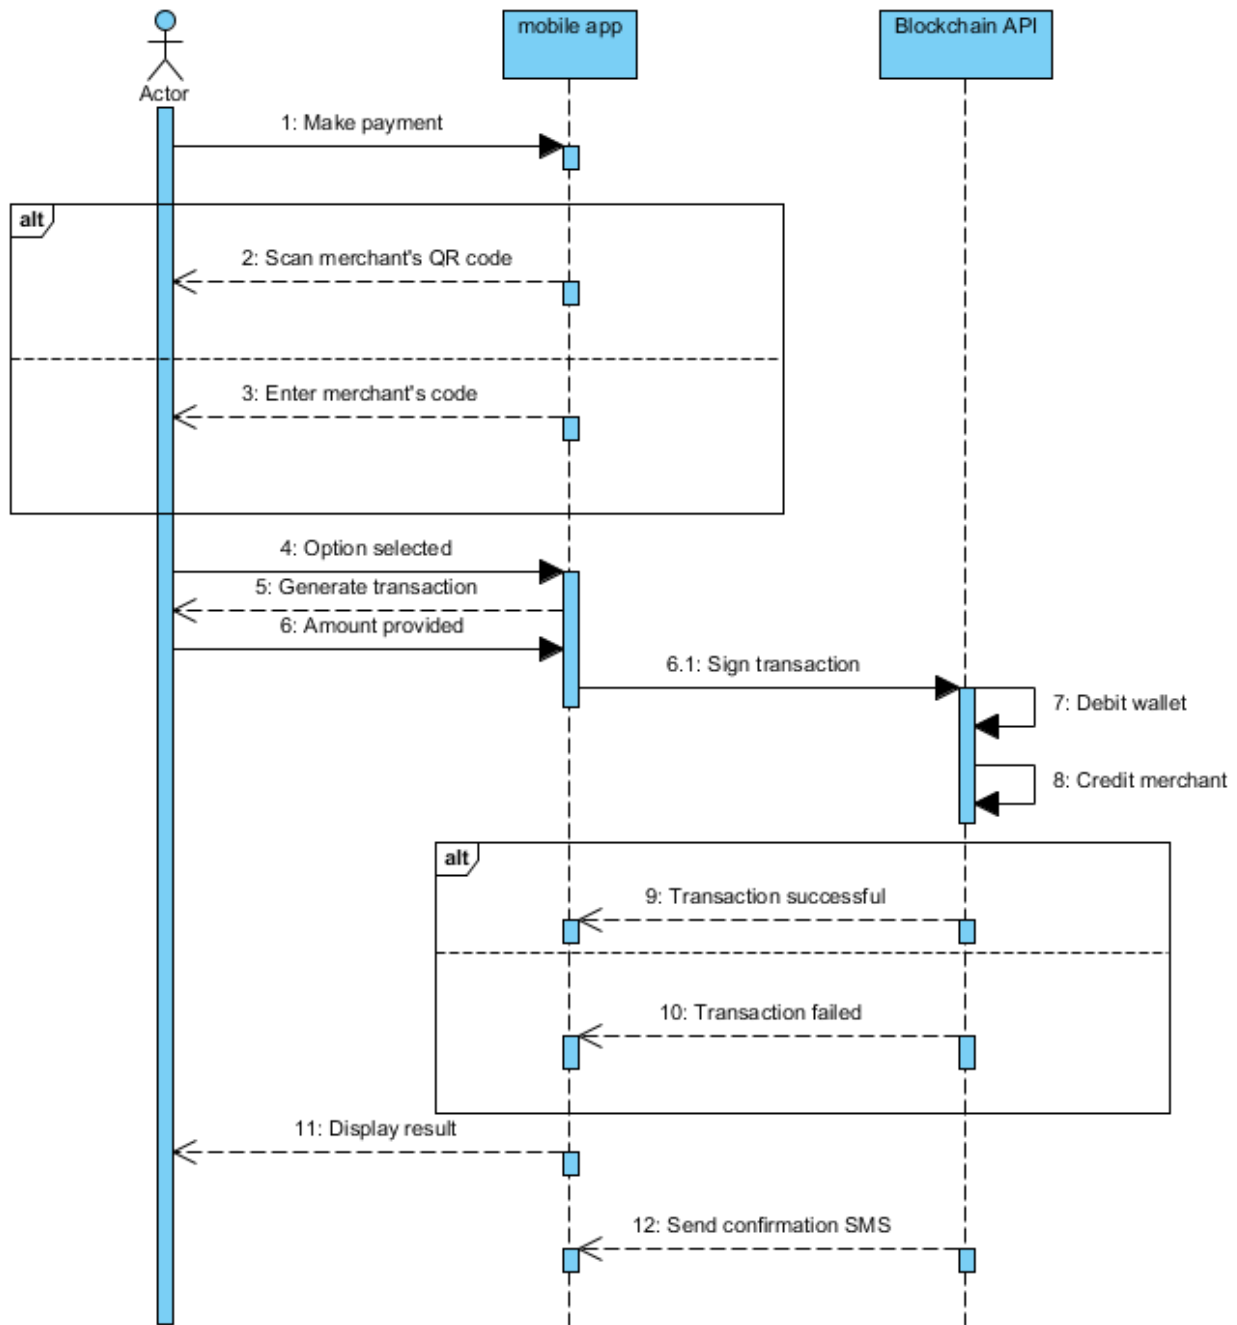 mobile app
Blockchain API
Actor
1: Make payment
alt
2: Scan merchant's QR code
3: Enter merchant's code
4: Option selected
5: Generate transaction
6: Amount provided
6.1: Sign transaction
7: Debit wallet
8: Credit merchant
alt
9: Transaction successful
10: Transaction failed
11: Display result
12: Send confirmation SMS